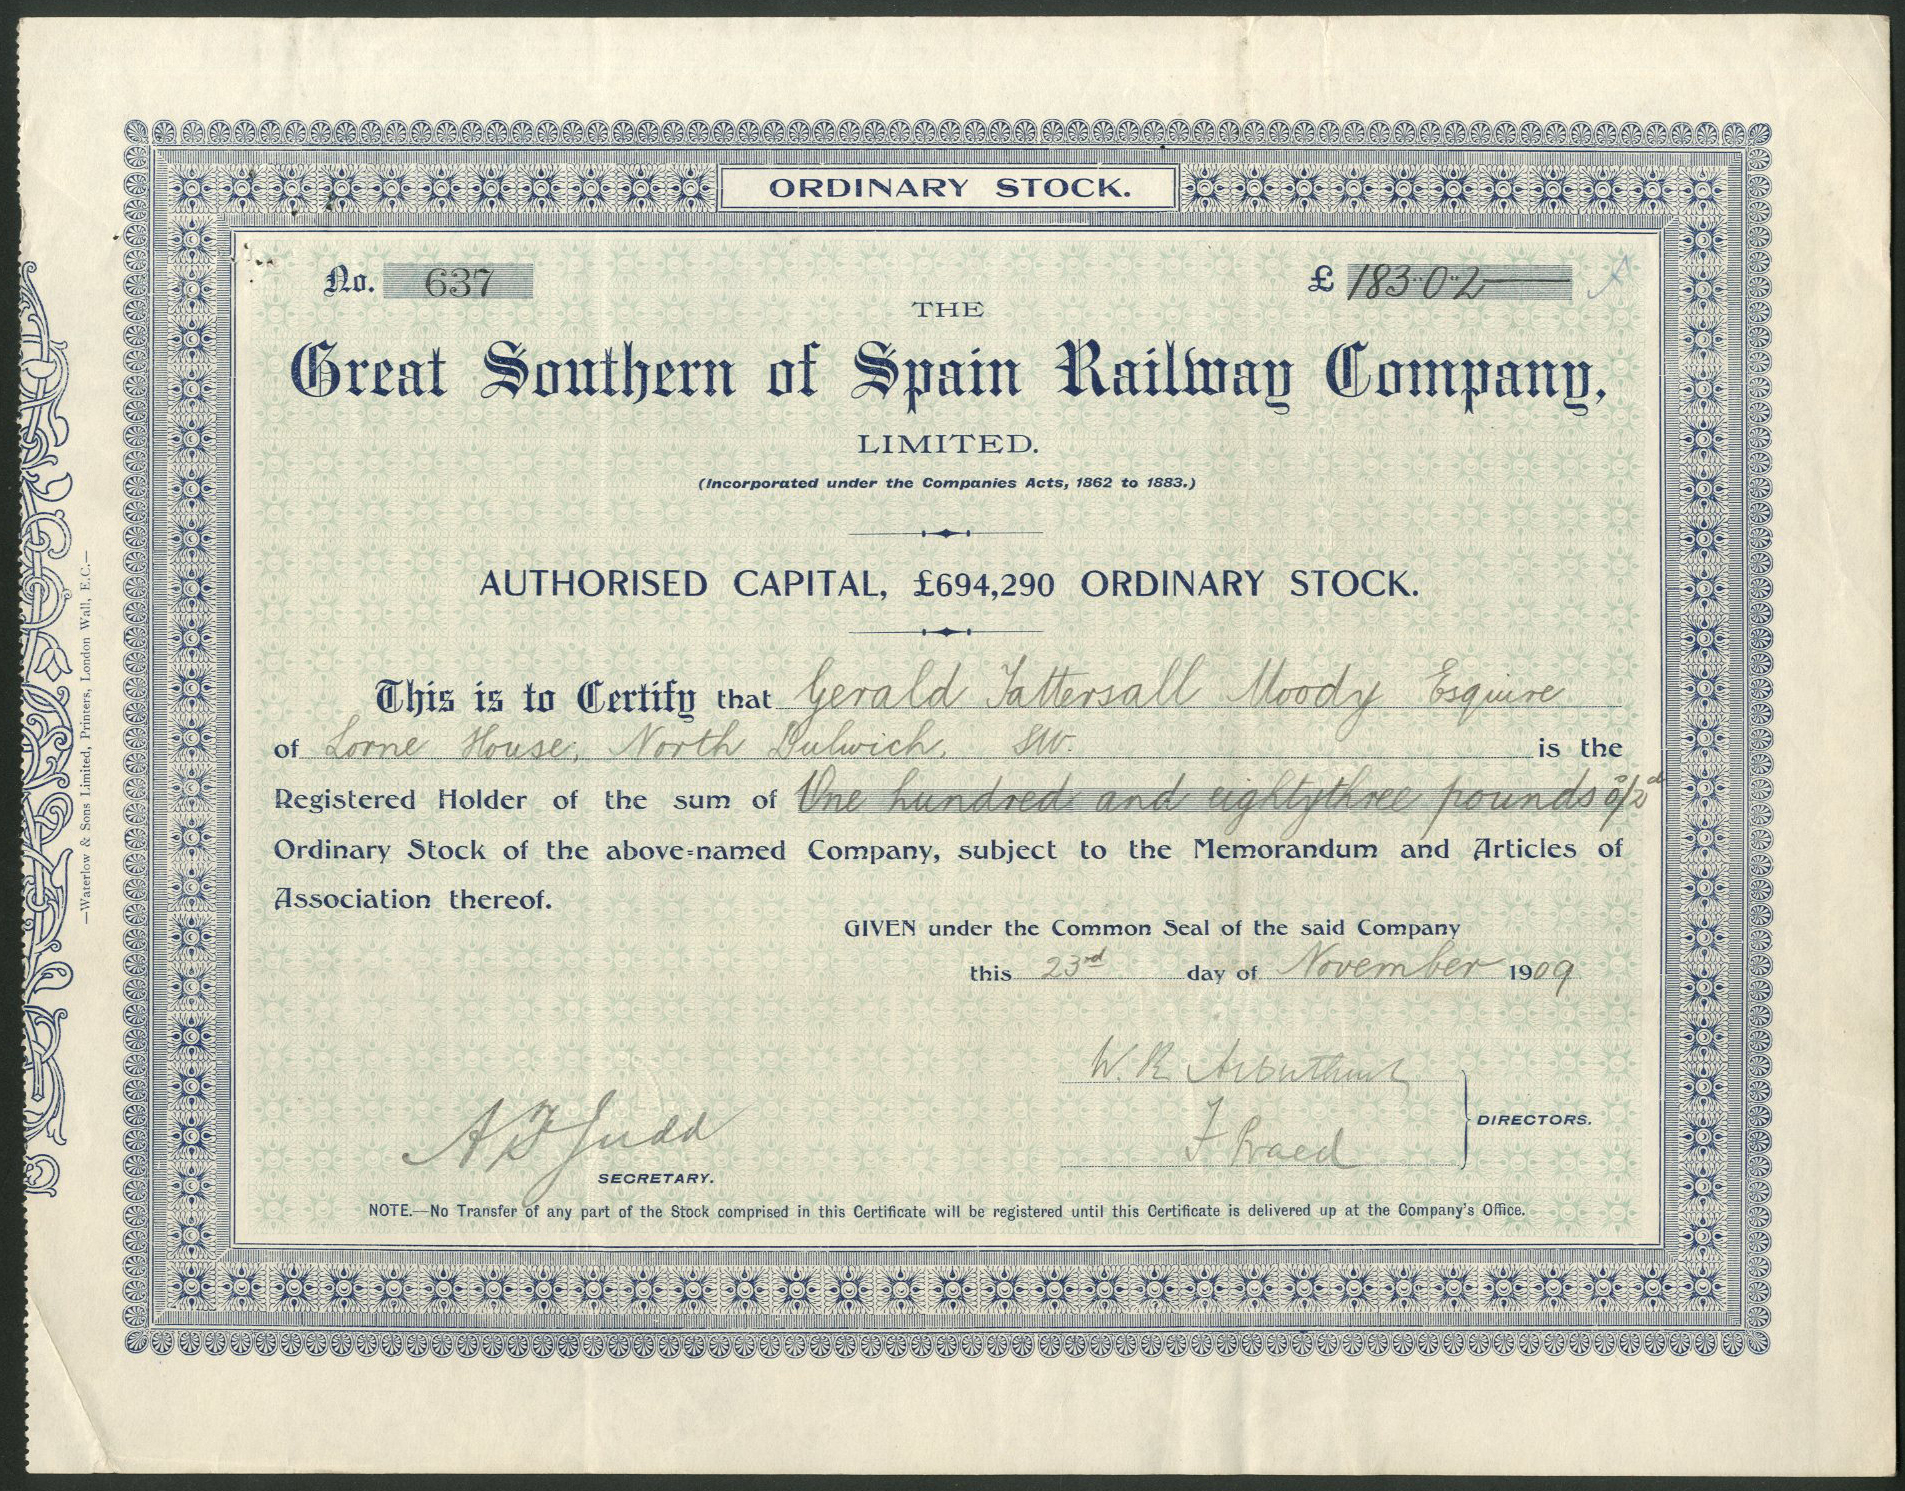 ORDINARY STOCK.
No. 637
£ 183..0..2
THE
Great Southern of Spain Railway Company,
LIMITED.
(Incorporated under the Companies Acts, 1862 to 1883.)
AUTHORISED CAPITAL, £694,290 ORDINARY STOCK.
This is to Certify that Gerald Tattersall Moody Esquire
of Lorne House, North Dulwich, SW. is the
Registered Holder of the sum of One hundred and eightythree pounds 0/2d
Ordinary Stock of the above-named Company, subject to the Memorandum and Articles of
Association thereof.
GIVEN under the Common Seal of the said Company
this 23rd day of November 1909
W. R. Arbuthnot
F Praed
DIRECTORS.
A F Judd
SECRETARY.
NOTE.—No Transfer of any part of the Stock comprised in this Certificate will be registered until this Certificate is delivered up at the Company's Office.
—Waterlow & Sons Limited, Printers, London Wall, E.C.—